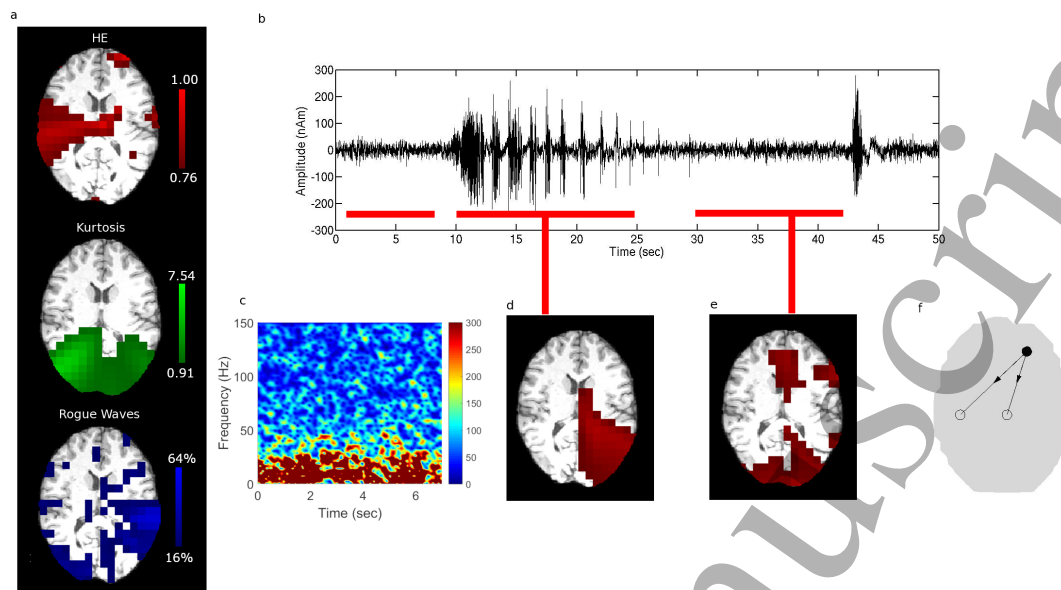 a
HE
1.00
0.76
Kurtosis
7.54
0.91
Rogue Waves
64%
16%
b
300
200
100
0
-100
-200
-300
Amplitude (nAm)
0 5 10 15 20 25 30 35 40 45 50
Time (sec)
c
150
100
50
0
Frequency (Hz)
0 2 4 6
Time (sec)
300
250
200
150
100
50
0
d
e
f
uscrip